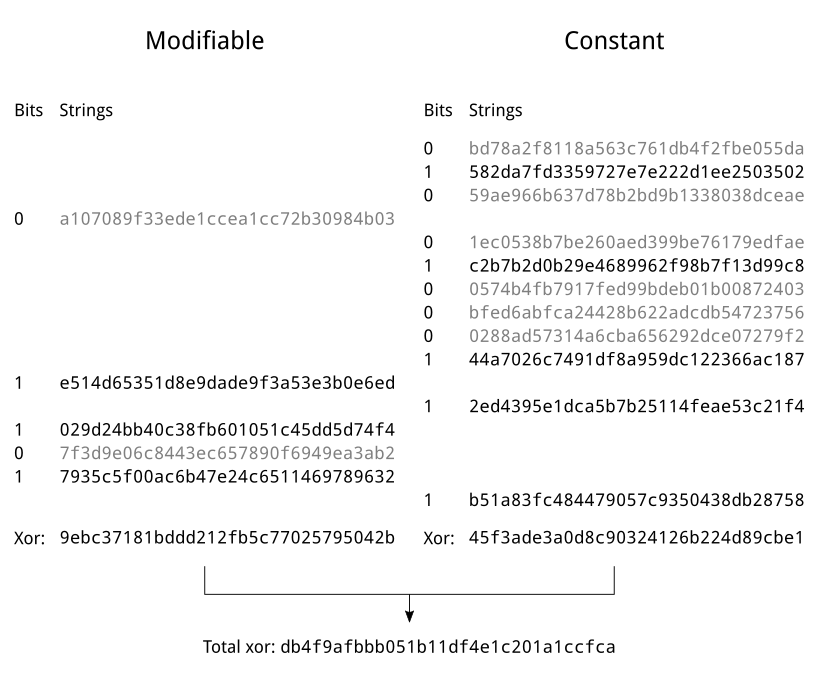 Modifiable Constant
Bits Strings Bits Strings
0 bd78a2f8118a563c761db4f2fbe055da
1 582da7fd3359727e7e222d1ee2503502
0 59ae966b637d78b2bd9b1338038dceae
0 a107089f33ede1ccea1cc72b30984b03
0 1ec0538b7be260aed399be76179edfae
1 c2b7b2d0b29e4689962f98b7f13d99c8
0 0574b4fb7917fed99bdeb01b00872403
0 bfed6abfca24428b622adcdb54723756
0 0288ad57314a6cba656292dce07279f2
1 44a7026c7491df8a959dc122366ac187
1 e514d65351d8e9dade9f3a53e3b0e6ed
1 2ed4395e1dca5b7b25114feae53c21f4
1 029d24bb40c38fb601051c45dd5d74f4
0 7f3d9e06c8443ec657890f6949ea3ab2
1 7935c5f00ac6b47e24c6511469789632
1 b51a83fc484479057c9350438db28758
Xor: 9ebc37181bddd212fb5c77025795042b Xor: 45f3ade3a0d8c90324126b224d89cbe1
Total xor: db4f9afbbb051b11df4e1c201a1ccfca